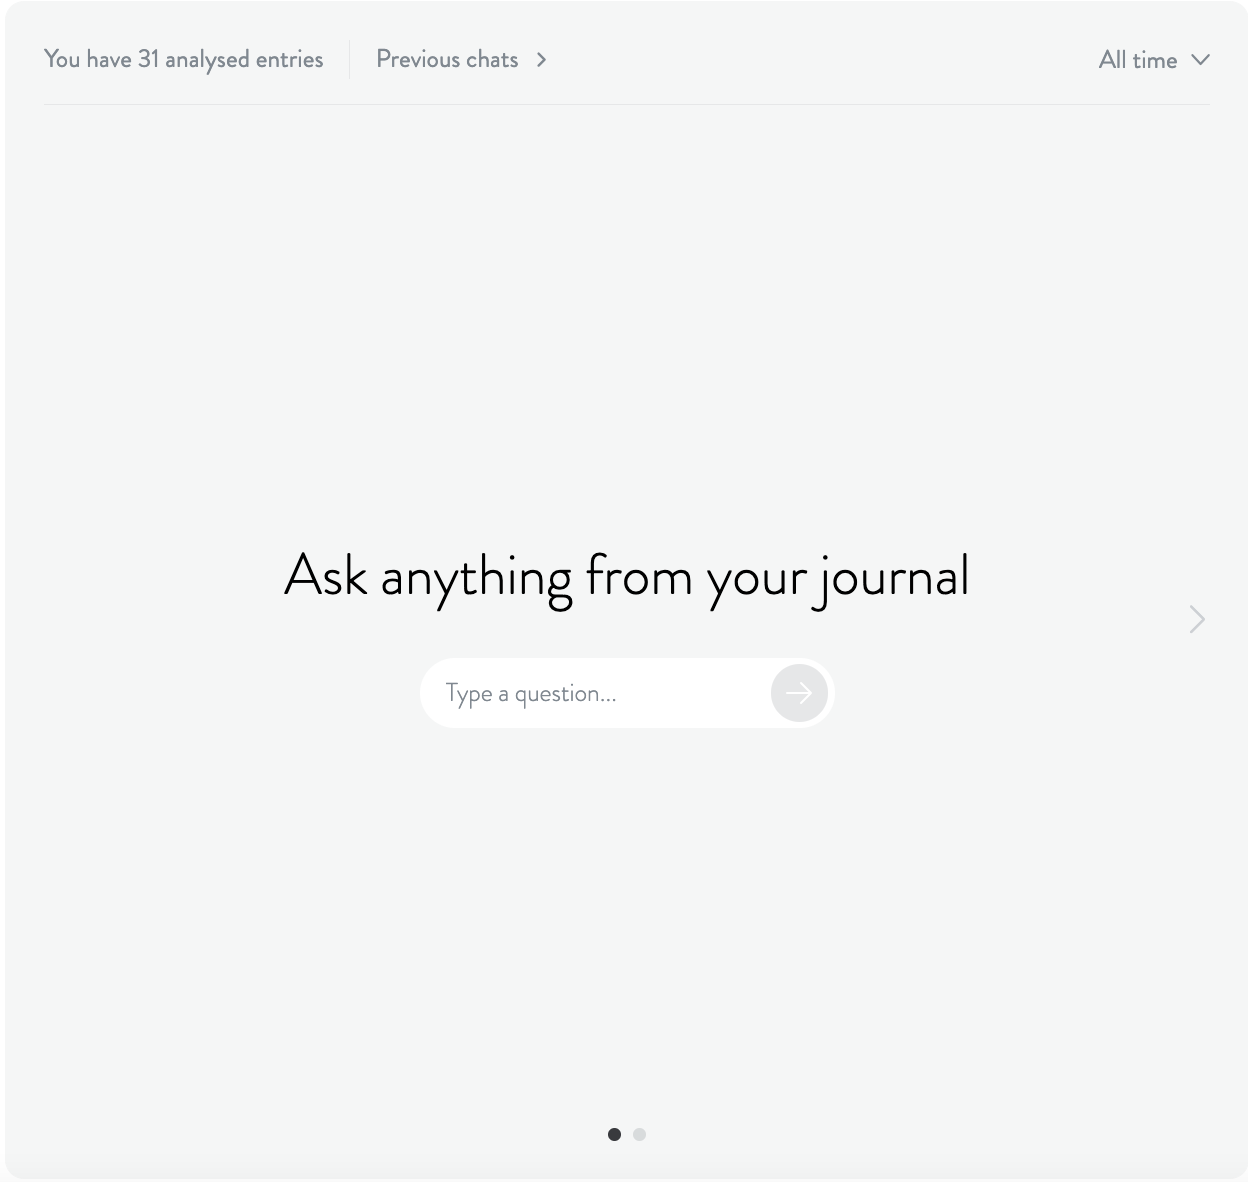 You have 31 analysed entries
Previous chats
All time
Ask anything from your journal
Type a question...